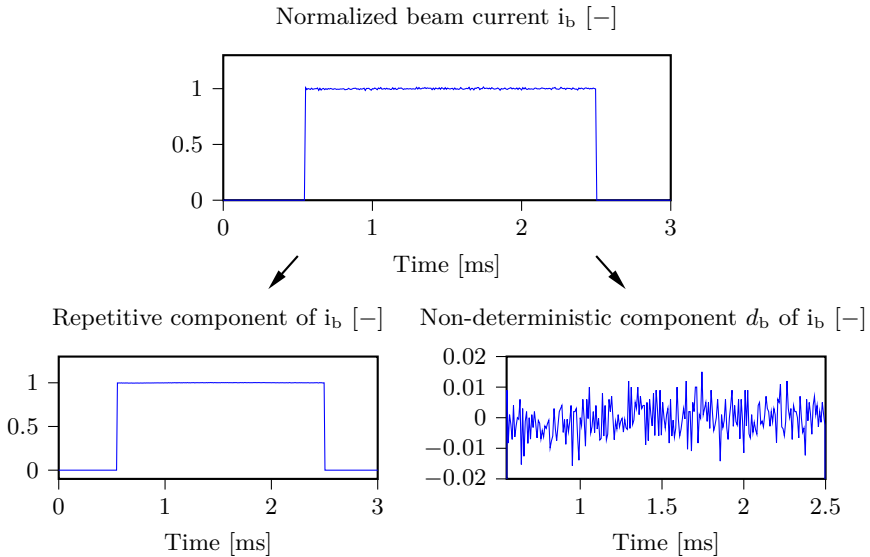 Normalized beam current i_b [−]
1
0.5
0
0 1 2 3
Time [ms]
Repetitive component of i_b [−]
1
0.5
0
0 1 2 3
Time [ms]
Non-deterministic component d_b of i_b [−]
0.02
0.01
0
−0.01
−0.02
1 1.5 2 2.5
Time [ms]